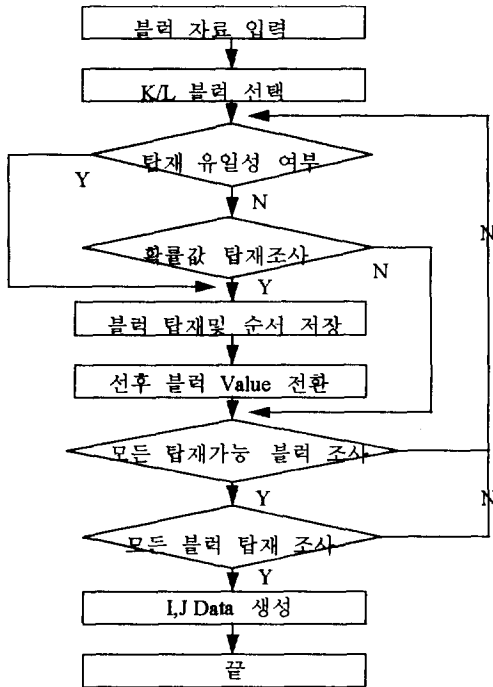 블럭 자료 입력
K/L 블럭 선택
탑재 유일성 여부
Y
N
N
확률값 탑재조사
N
Y
블럭 탑재및 순서 저장
선후 블럭 Value 전환
모든 탑재가능 블럭 조사
Y
N
모든 블럭 탑재 조사
Y
I,J Data 생성
끝